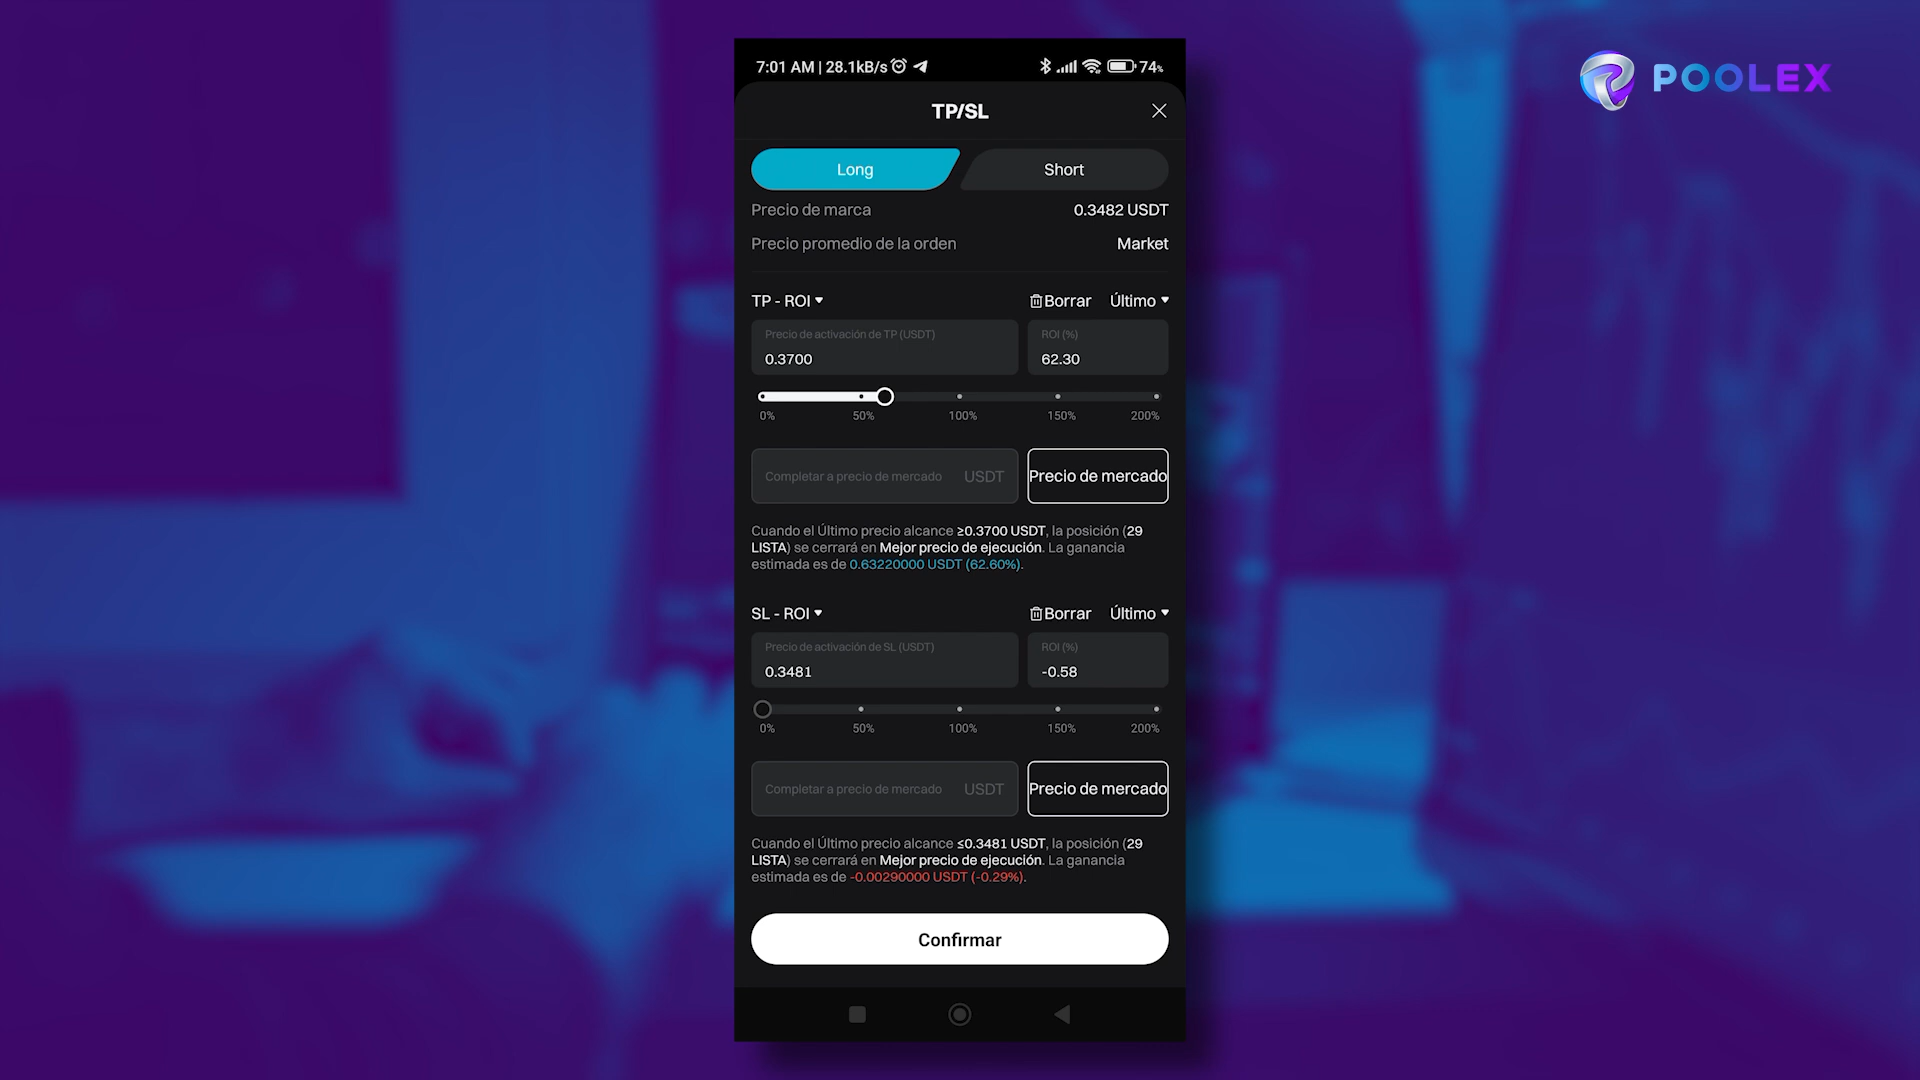 7:01 AM | 28.1kB/s
74%
POOLEX
TP/SL
Long
Short
Precio de marca
0.3482 USDT
Precio promedio de la orden
Market
TP - ROI
Borrar
Último
Precio de activación de TP (USDT)
0.3700
ROI (%)
62.30
0%
50%
100%
150%
200%
Completar a precio de mercado
USDT
Precio de mercado
Cuando el Último precio alcance ≥0.3700 USDT, la posición (29
LISTA) se cerrará en Mejor precio de ejecución. La ganancia
estimada es de 0.63220000 USDT (62.60%).
SL - ROI
Borrar
Último
Precio de activación de SL (USDT)
0.3481
ROI (%)
-0.58
0%
50%
100%
150%
200%
Completar a precio de mercado
USDT
Precio de mercado
Cuando el Último precio alcance ≤0.3481 USDT, la posición (29
LISTA) se cerrará en Mejor precio de ejecución. La ganancia
estimada es de -0.00290000 USDT (-0.29%).
Confirmar